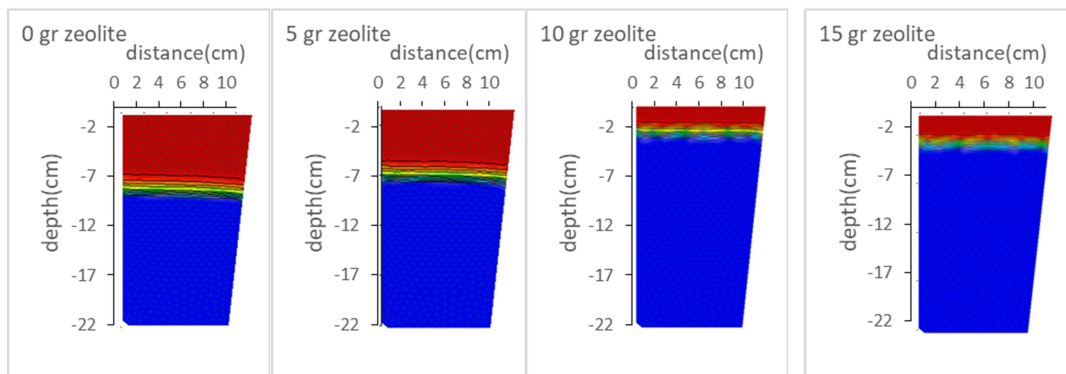 0 gr zeolite
distance(cm)
0 2 4 6 8 10
-2
-7
-12
-17
-22
depth(cm)
5 gr zeolite
distance(cm)
0 2 4 6 8 10
-2
-7
-12
-17
-22
depth(cm)
10 gr zeolite
distance(cm)
0 2 4 6 8 10
-2
-7
-12
-17
-22
depth(cm)
15 gr zeolite
distance(cm)
0 2 4 6 8 10
-2
-7
-12
-17
-22
depth(cm)